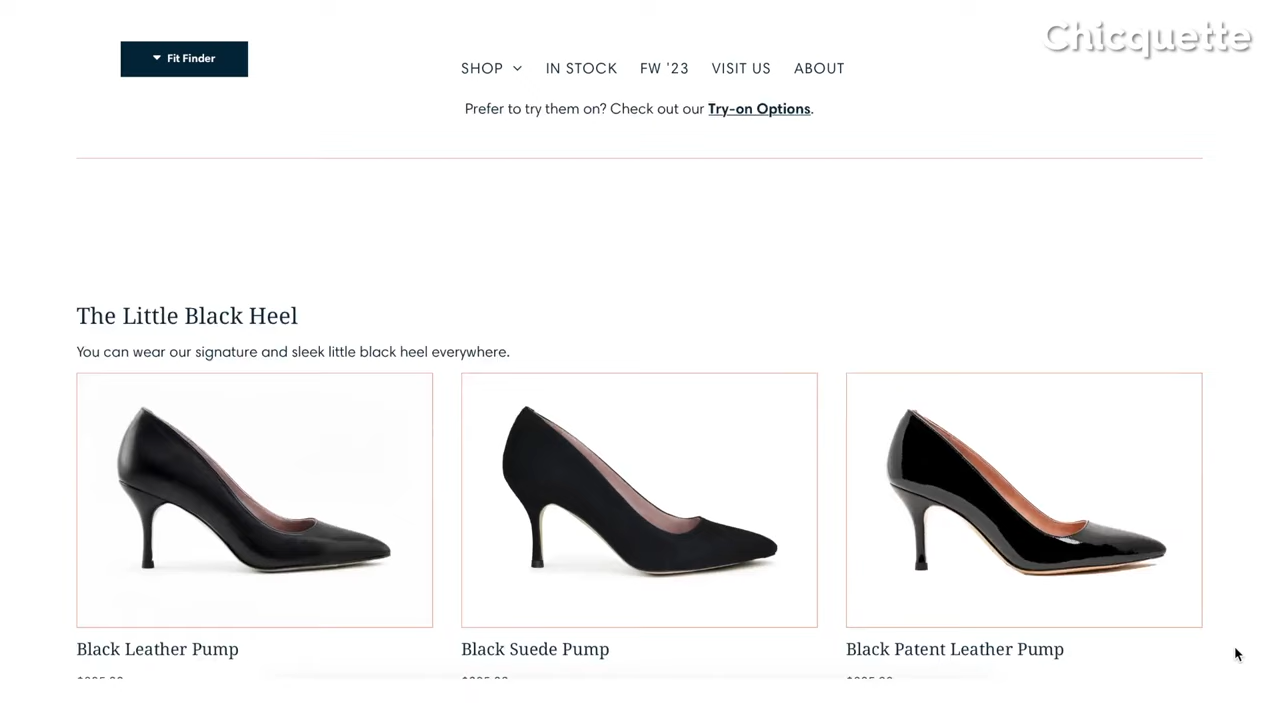 Chicquette
Fit Finder
SHOP IN STOCK FW '23 VISIT US ABOUT
Prefer to try them on? Check out our Try-on Options.
The Little Black Heel
You can wear our signature and sleek little black heel everywhere.
Black Leather Pump
Black Suede Pump
Black Patent Leather Pump